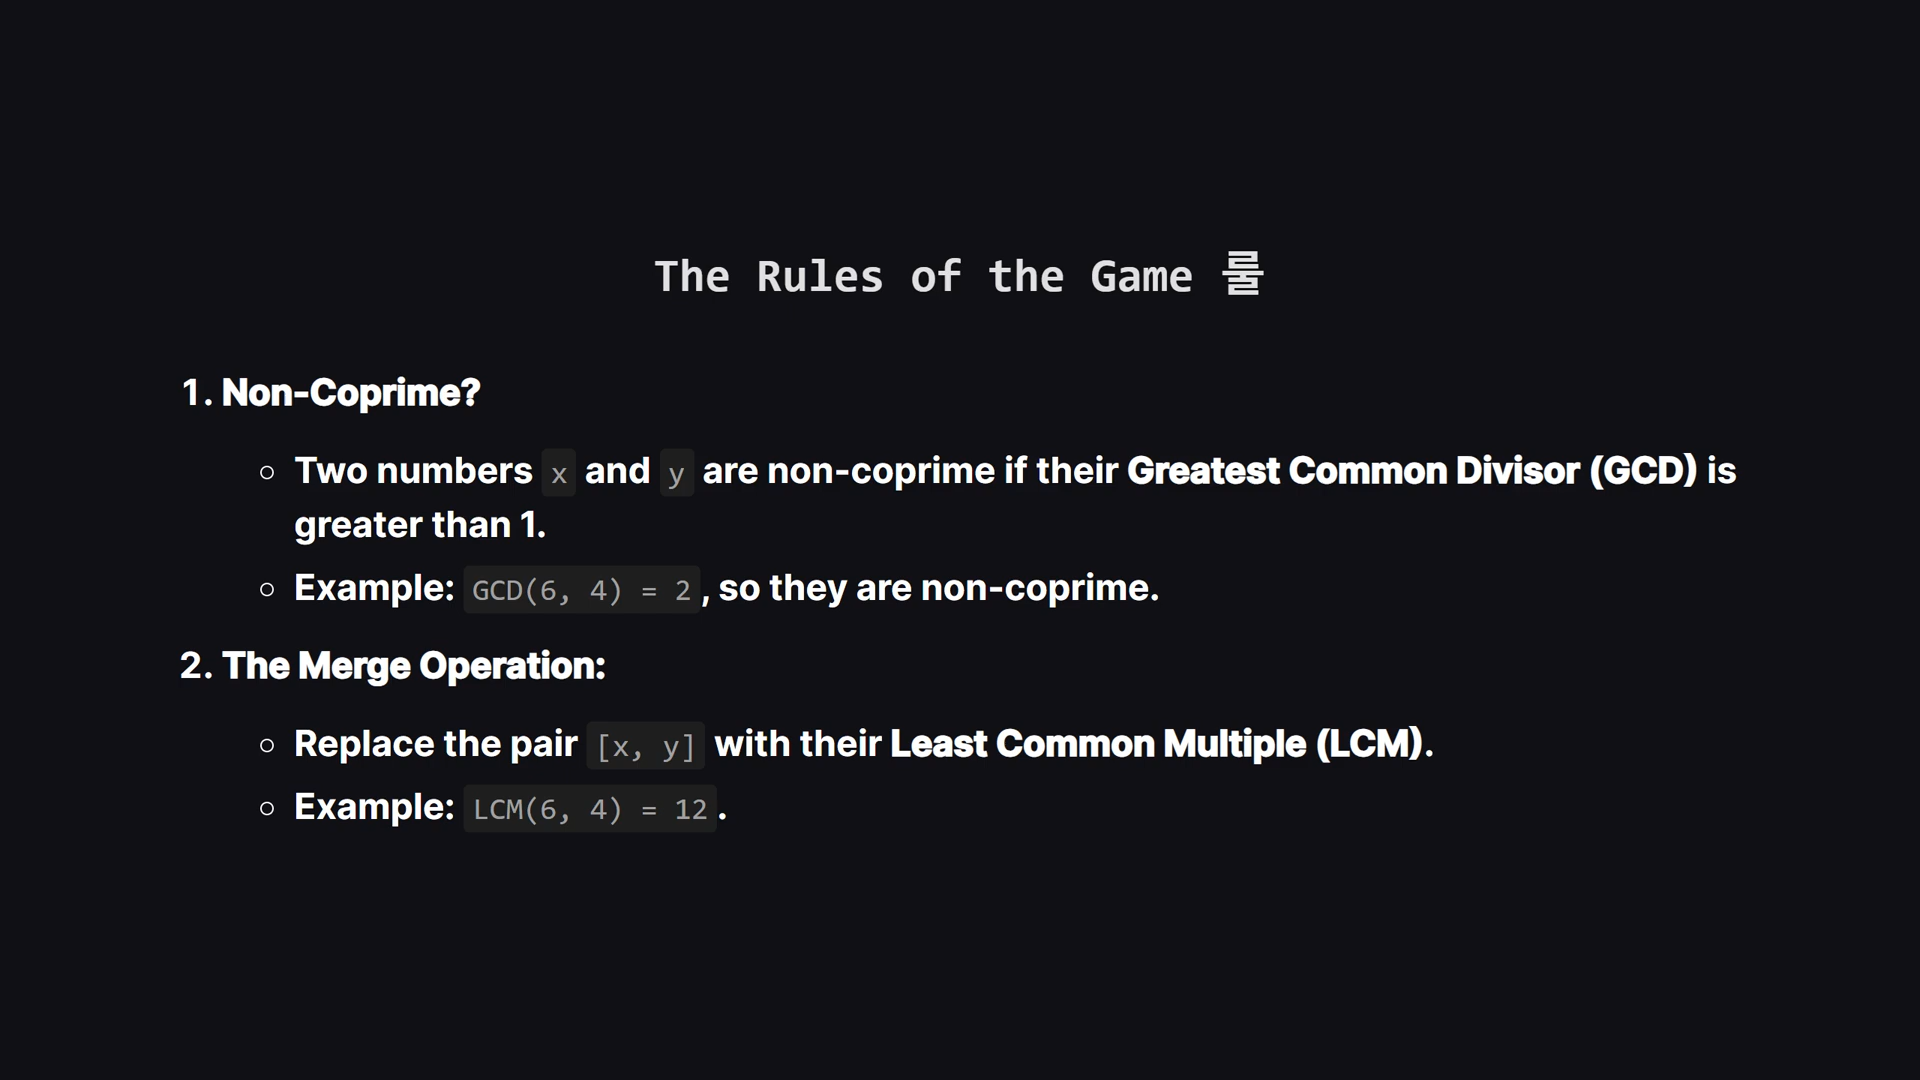 The Rules of the Game 룰
1. Non-Coprime?
◦ Two numbers x and y are non-coprime if their Greatest Common Divisor (GCD) is
greater than 1.
◦ Example: GCD(6, 4) = 2, so they are non-coprime.
2. The Merge Operation:
◦ Replace the pair [x, y] with their Least Common Multiple (LCM).
◦ Example: LCM(6, 4) = 12.